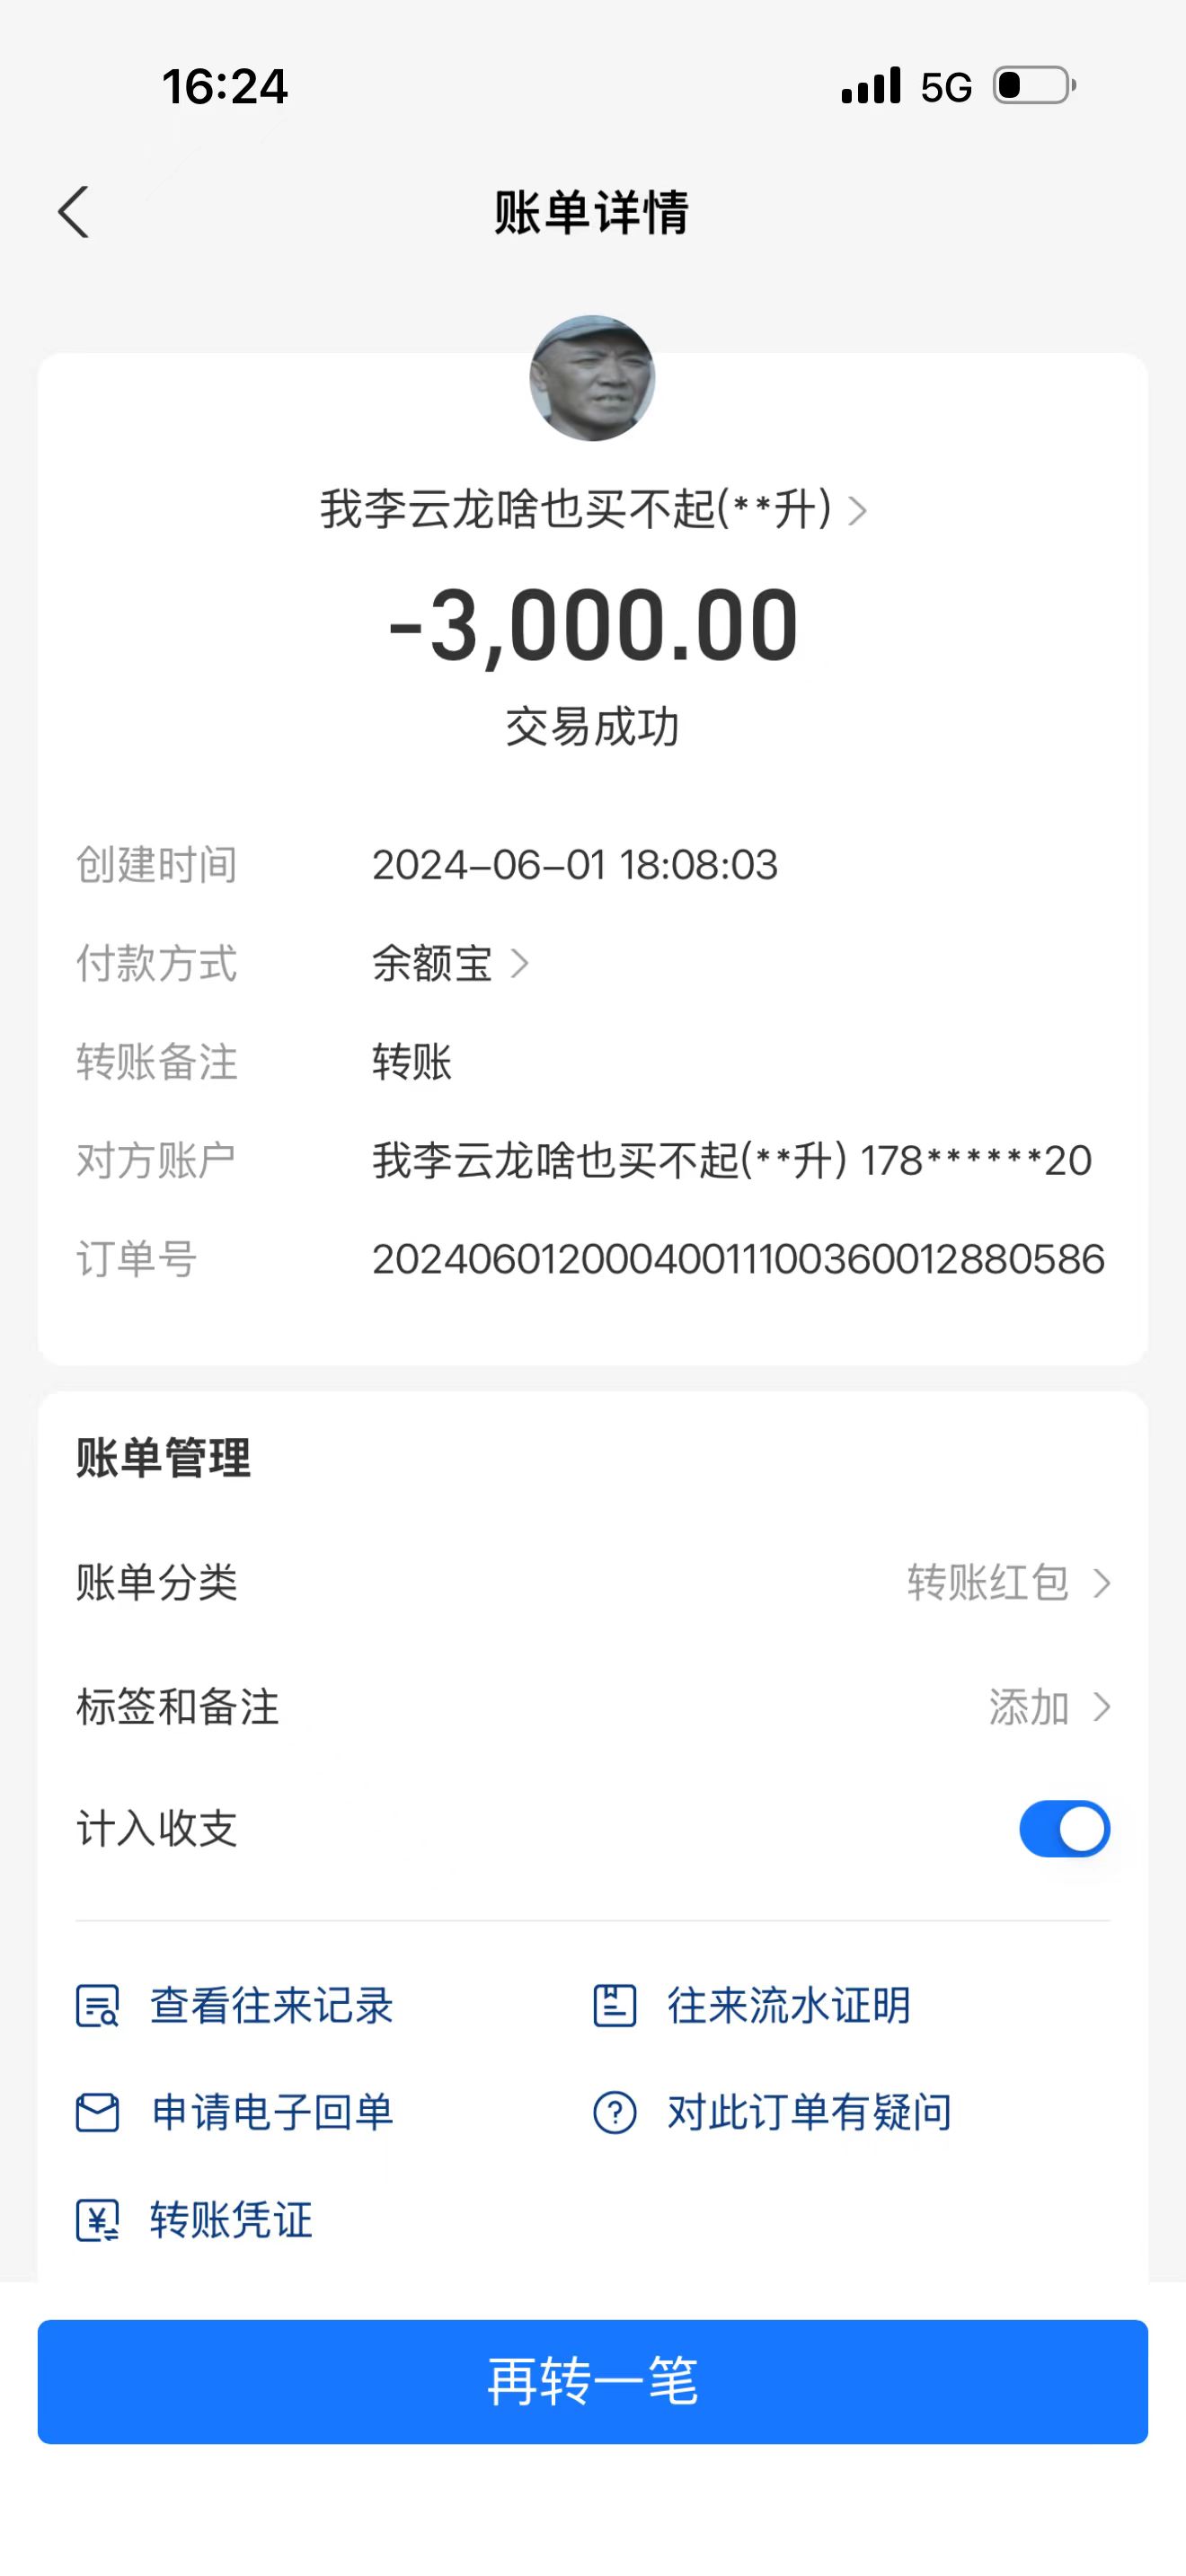 16:24
5G
账单详情
我李云龙啥也买不起(**升)
-3,000.00
交易成功
创建时间 2024-06-01 18:08:03
付款方式 余额宝
转账备注 转账
对方账户 我李云龙啥也买不起(**升) 178******20
订单号 20240601200040011100360012880586
账单管理
账单分类 转账红包
标签和备注 添加
计入收支
查看往来记录 往来流水证明
申请电子回单 对此订单有疑问
转账凭证
再转一笔